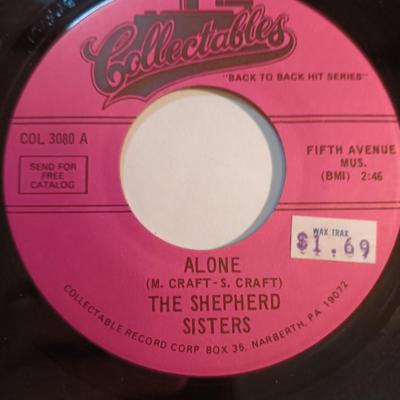 Collectables
"BACK TO BACK HIT SERIES"
COL 3080 A
SEND FOR
FREE
CATALOG
FIFTH AVENUE
MUS.
(BMI) 2:46
WAX TRAX
$1.69
ALONE
(M. CRAFT - S. CRAFT)
THE SHEPHERD
SISTERS
COLLECTABLE RECORD CORP BOX 35, NARBERTH, PA 19072